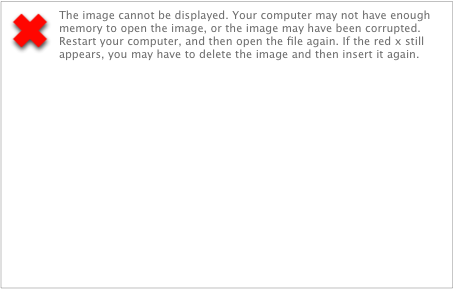 The image cannot be displayed. Your computer may not have enough
memory to open the image, or the image may have been corrupted.
Restart your computer, and then open the file again. If the red x still
appears, you may have to delete the image and then insert it again.